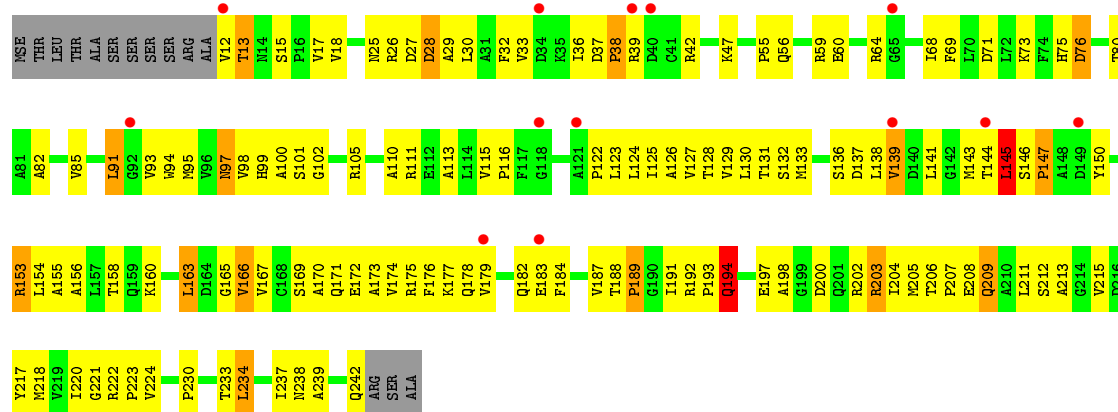 MSE THR LEU THR ALA SER SER SER SER ARG ALA V12 T13 N14 S15 P16 V17 V18 N25 R26 D27 D28 A29 L30 A31 F32 V33 D34 K35 I36 D37 P38 R39 D40 C41 R42 K47 P55 Q56 R59 E60 R64 G65 I68 F69 L70 D71 L72 K73 F74 H75 D76 T80
A81 A82 V85 L91 G92 V93 W94 M95 V96 N97 V98 H99 A100 S101 G102 R105 A110 R111 E112 A113 L114 V115 P116 F117 G118 A121 P122 L123 L124 I125 A126 V127 T128 V129 L130 T131 S132 M133 S136 D137 L138 V139 D140 L141 G142 M143 T144 L145 S146 P147 A148 D149 Y150
R153 L154 A155 A156 L157 T158 Q159 K160 L163 D164 G165 V166 V167 C168 S169 A170 Q171 E172 A173 V174 R175 F176 K177 Q178 V179 Q182 E183 F184 V187 T188 P189 G190 I191 R192 P193 Q194 E197 A198 G199 D200 Q201 R202 R203 I204 M205 T206 P207 E208 Q209 A210 L211 S212 A213 G214 V215 D216
Y217 M218 V219 I220 G221 R222 P223 V224 P230 T233 L234 I237 N238 A239 Q242 ARG SER ALA